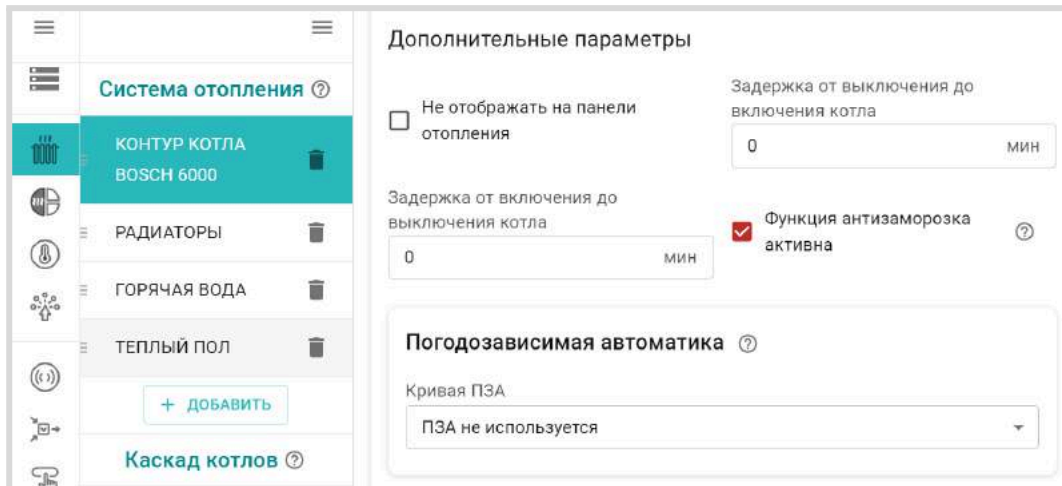 Система отопления
КОНТУР КОТЛА
BOSCH 6000
РАДИАТОРЫ
ГОРЯЧАЯ ВОДА
ТЕПЛЫЙ ПОЛ
+ ДОБАВИТЬ
Каскад котлов
Дополнительные параметры
Не отображать на панели
отопления
Задержка от выключения до
включения котла
0 мин
Задержка от включения до
выключения котла
0 мин
Функция антизаморозка
активна
Погодозависимая автоматика
Кривая ПЗА
ПЗА не используется